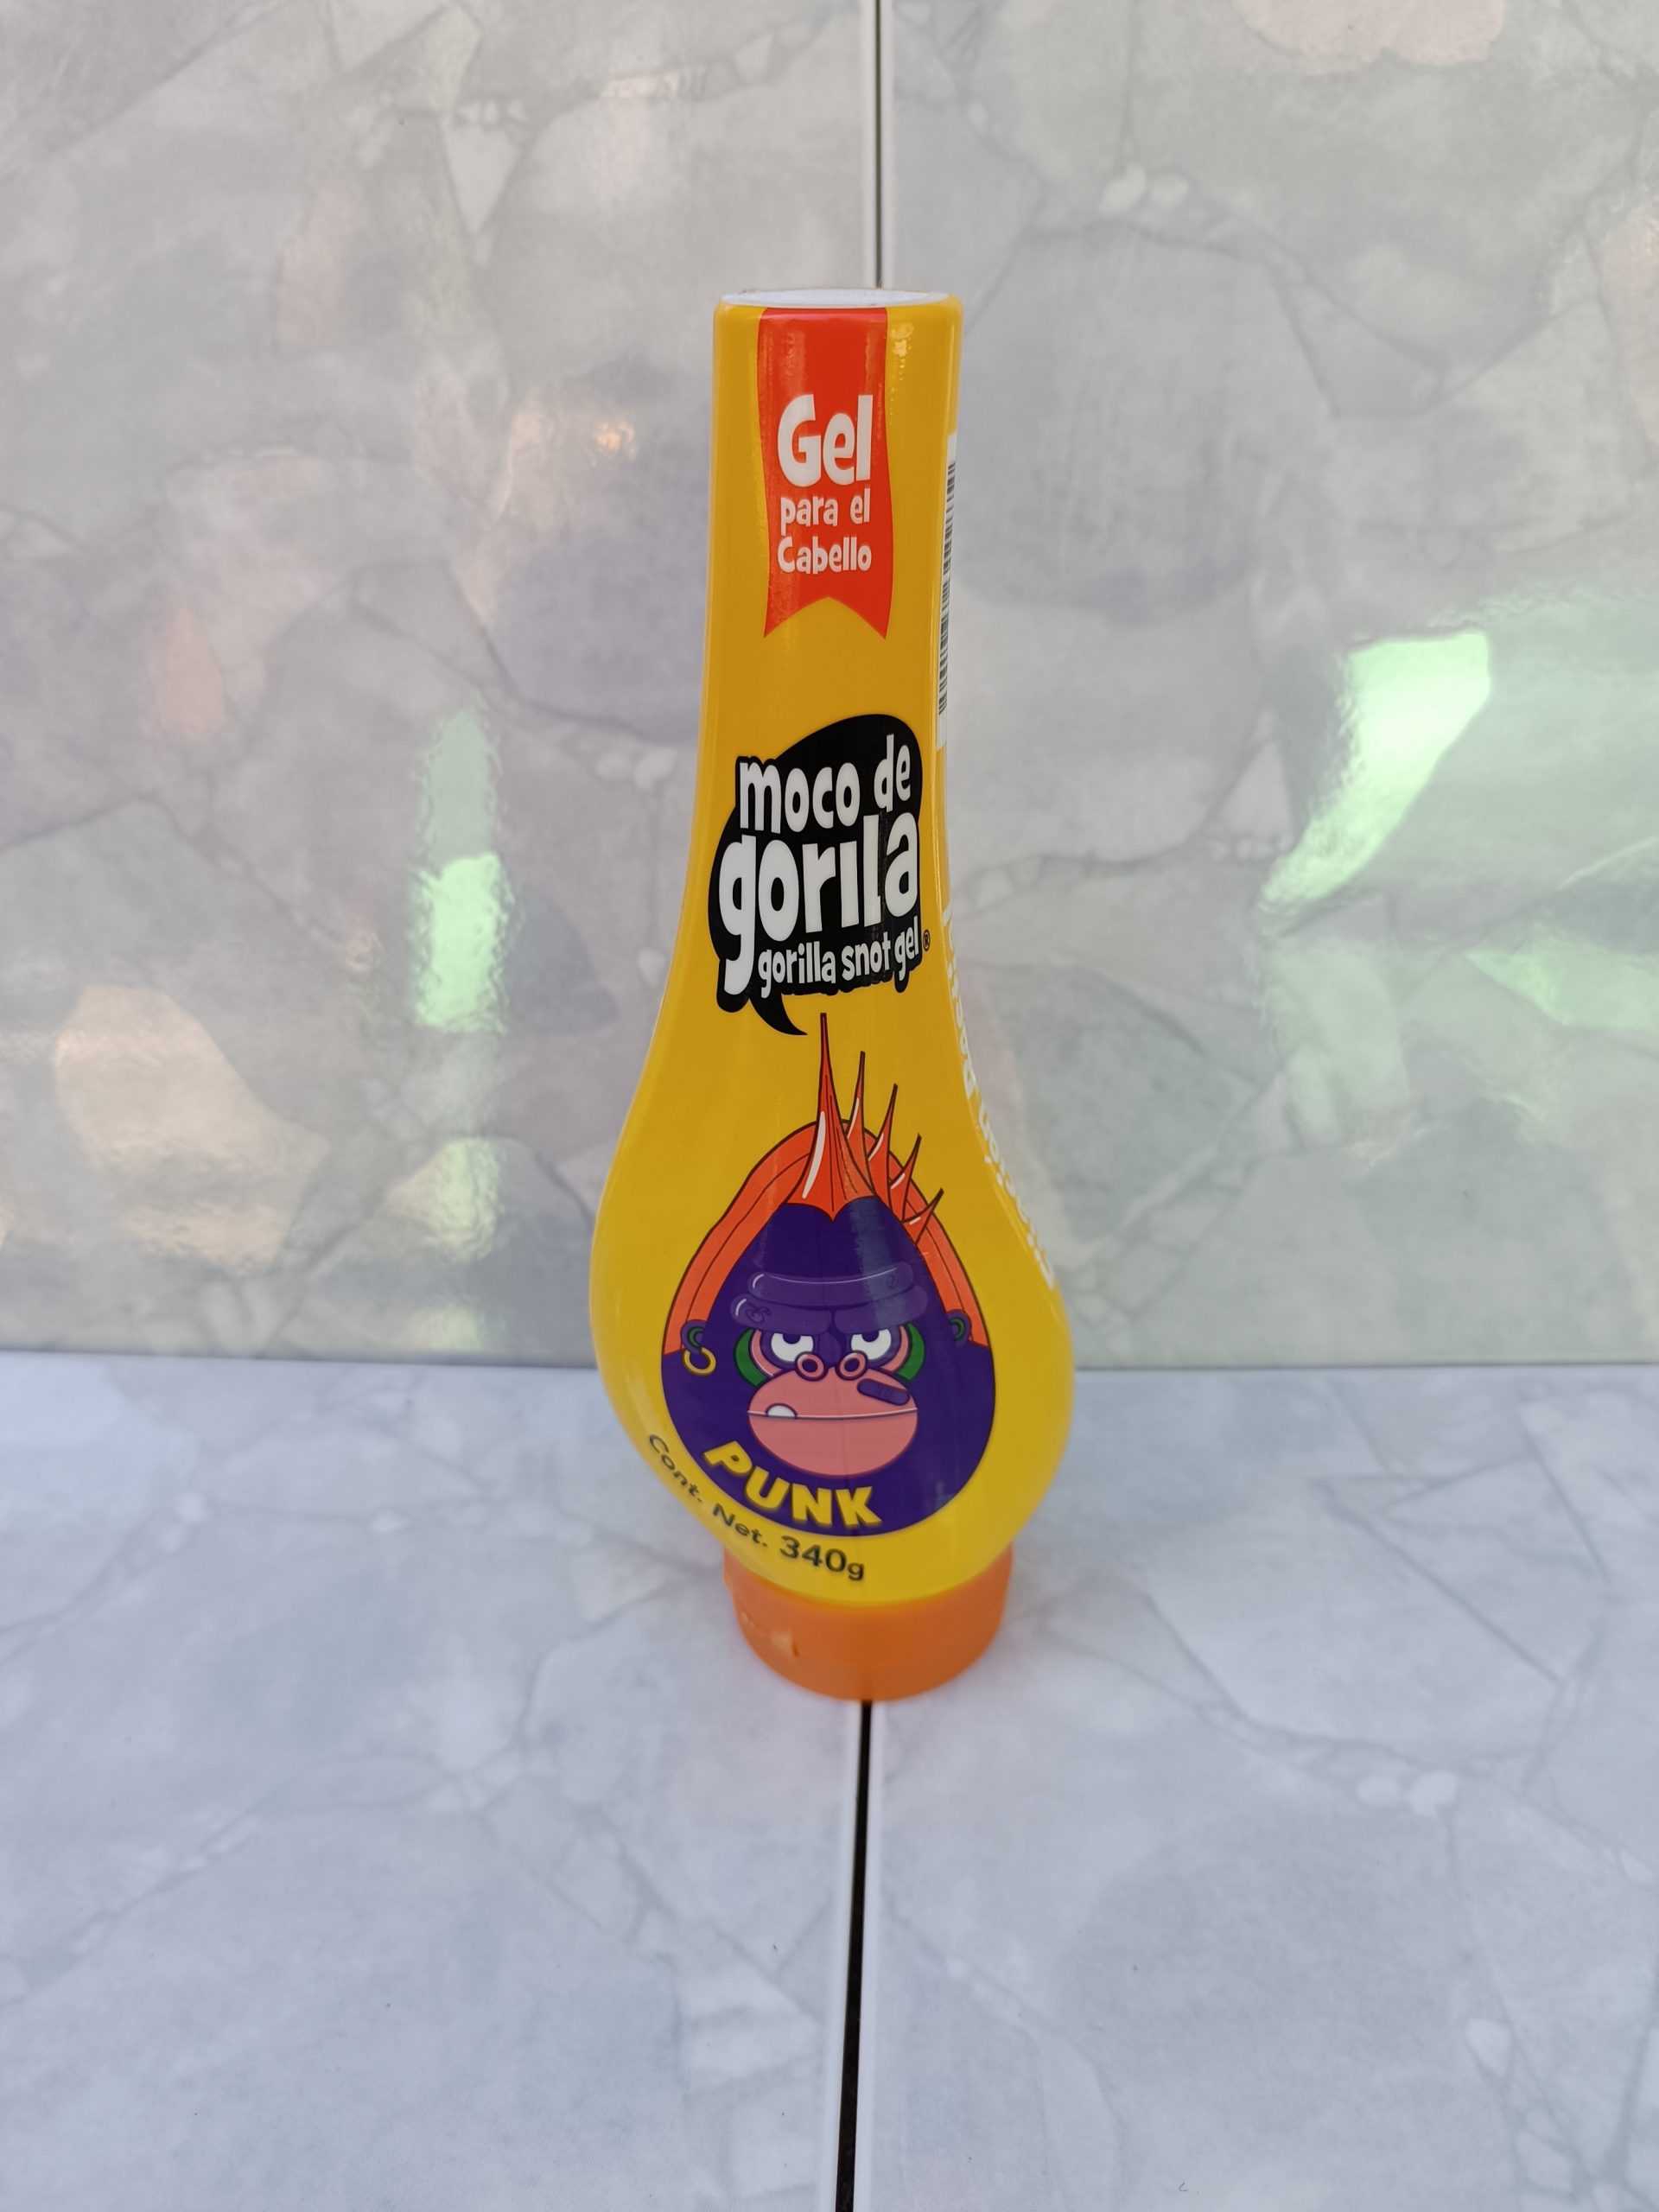 Gel
para el
Cabello
moco de
gorila
gorilla snot gel®
PUNK
Cont. Net. 340g